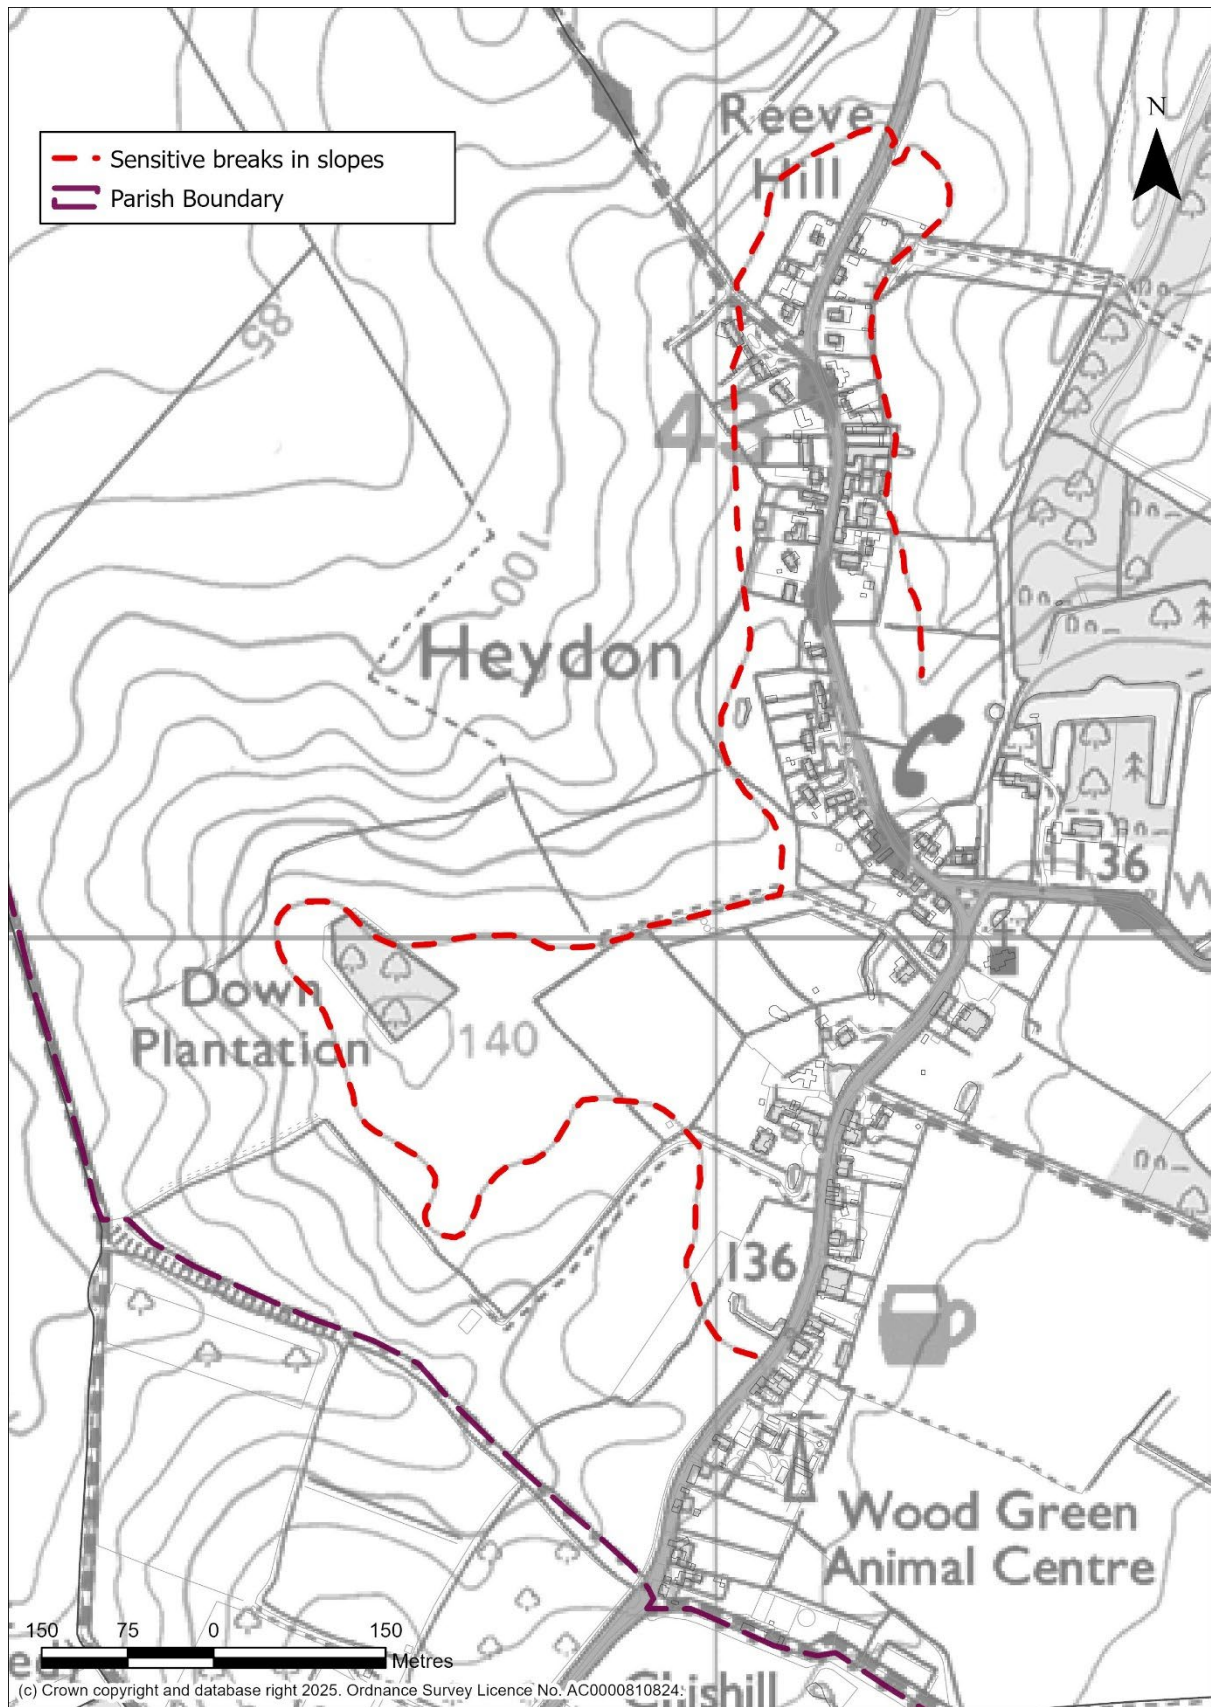 Reeve
Hill
N
Sensitive breaks in slopes
Parish Boundary
85
43
100
Heydon
136
Down
Plantation
140
136
Wood Green
Animal Centre
150 75 0 150
Metres
(c) Crown copyright and database right 2025. Ordnance Survey Licence No. AC0000810824.